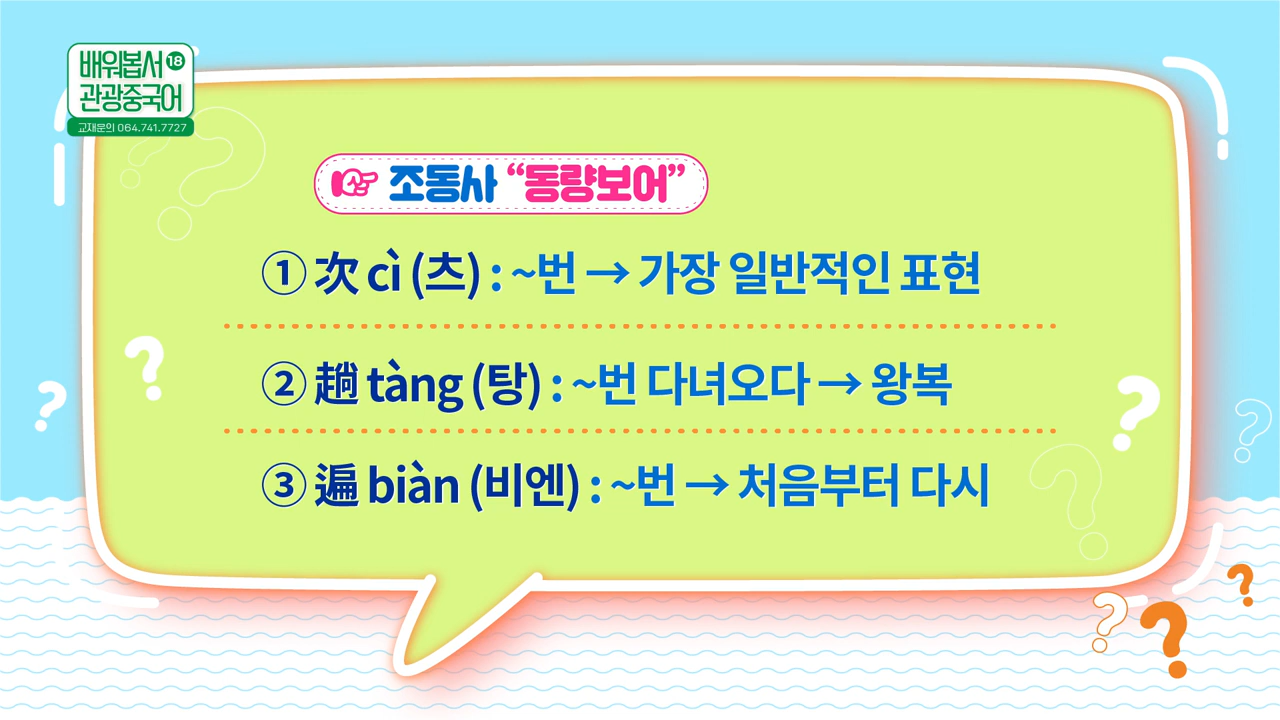 배워봅서 18
관광중국어
교재문의 064.741.7727
조동사 “동량보어”
① 次 cì (츠) : ~번 → 가장 일반적인 표현
② 趟 tàng (탕) : ~번 다녀오다 → 왕복
③ 遍 biàn (비엔) : ~번 → 처음부터 다시